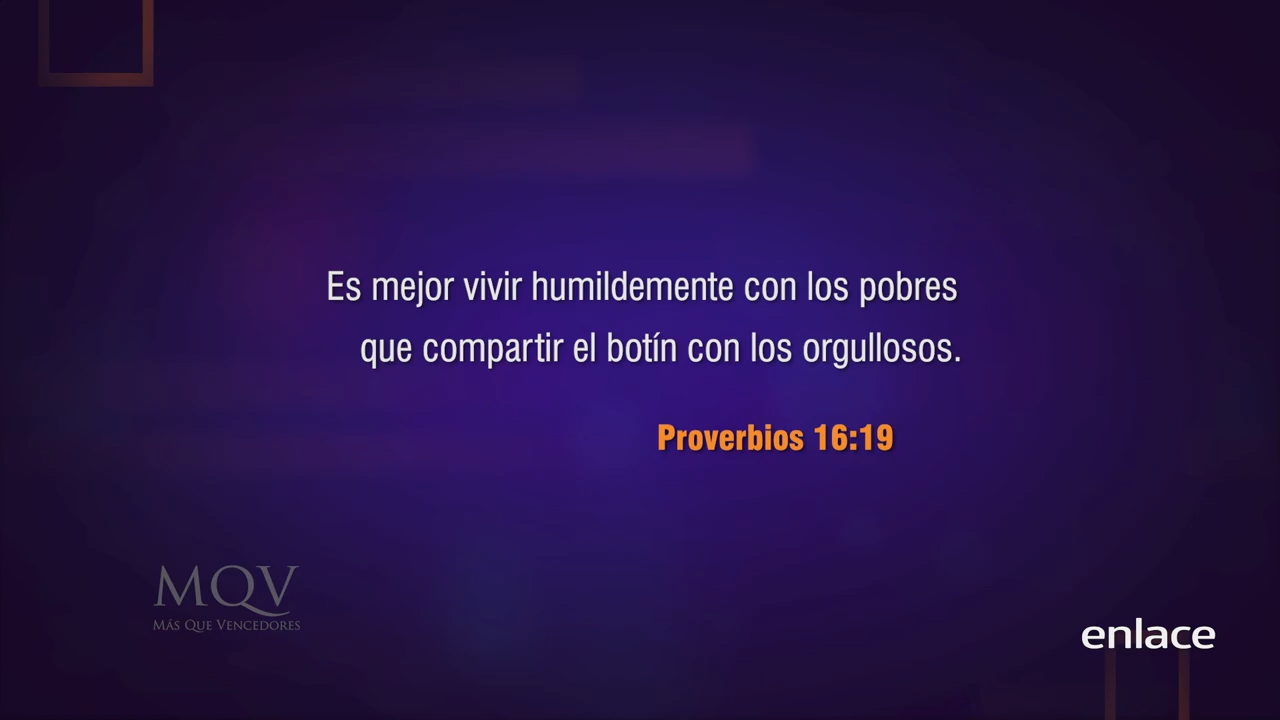 Es mejor vivir humildemente con los pobres
que compartir el botín con los orgullosos.
Proverbios 16:19
MQV
MÁS QUE VENCEDORES
enlace